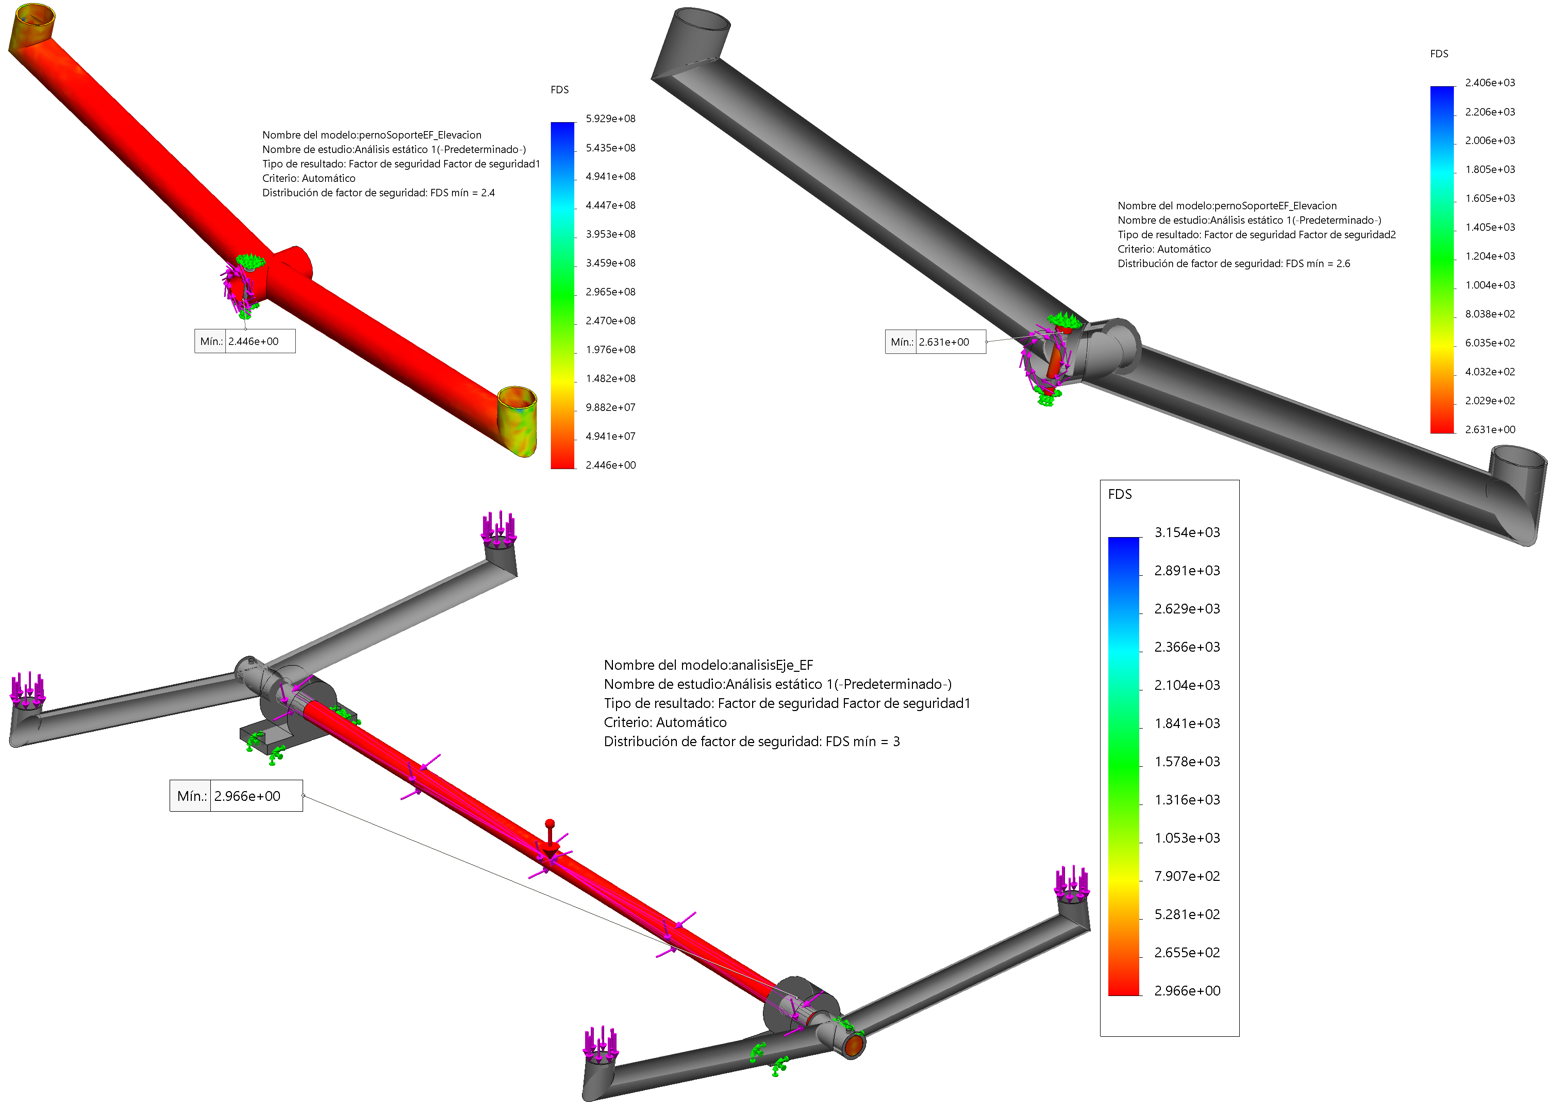 FDS
Nombre del modelo:pernoSoporteEF_Elevacion
Nombre de estudio:Análisis estático 1(-Predeterminado-)
Tipo de resultado: Factor de seguridad Factor de seguridad1
Criterio: Automático
Distribución de factor de seguridad: FDS mín = 2.4
5.929e+08
5.435e+08
4.941e+08
4.447e+08
3.953e+08
3.459e+08
2.965e+08
2.470e+08
1.976e+08
1.482e+08
9.882e+07
4.941e+07
2.446e+00
Mín.: 2.446e+00
FDS
Nombre del modelo:pernoSoporteEF_Elevacion
Nombre de estudio:Análisis estático 1(-Predeterminado-)
Tipo de resultado: Factor de seguridad Factor de seguridad2
Criterio: Automático
Distribución de factor de seguridad: FDS mín = 2.6
2.406e+03
2.206e+03
2.006e+03
1.805e+03
1.605e+03
1.405e+03
1.204e+03
1.004e+03
8.038e+02
6.035e+02
4.032e+02
2.029e+02
2.631e+00
Mín.: 2.631e+00
FDS
Nombre del modelo:analisisEje_EF
Nombre de estudio:Análisis estático 1(-Predeterminado-)
Tipo de resultado: Factor de seguridad Factor de seguridad1
Criterio: Automático
Distribución de factor de seguridad: FDS mín = 3
3.154e+03
2.891e+03
2.629e+03
2.366e+03
2.104e+03
1.841e+03
1.578e+03
1.316e+03
1.053e+03
7.907e+02
5.281e+02
2.655e+02
2.966e+00
Mín.: 2.966e+00